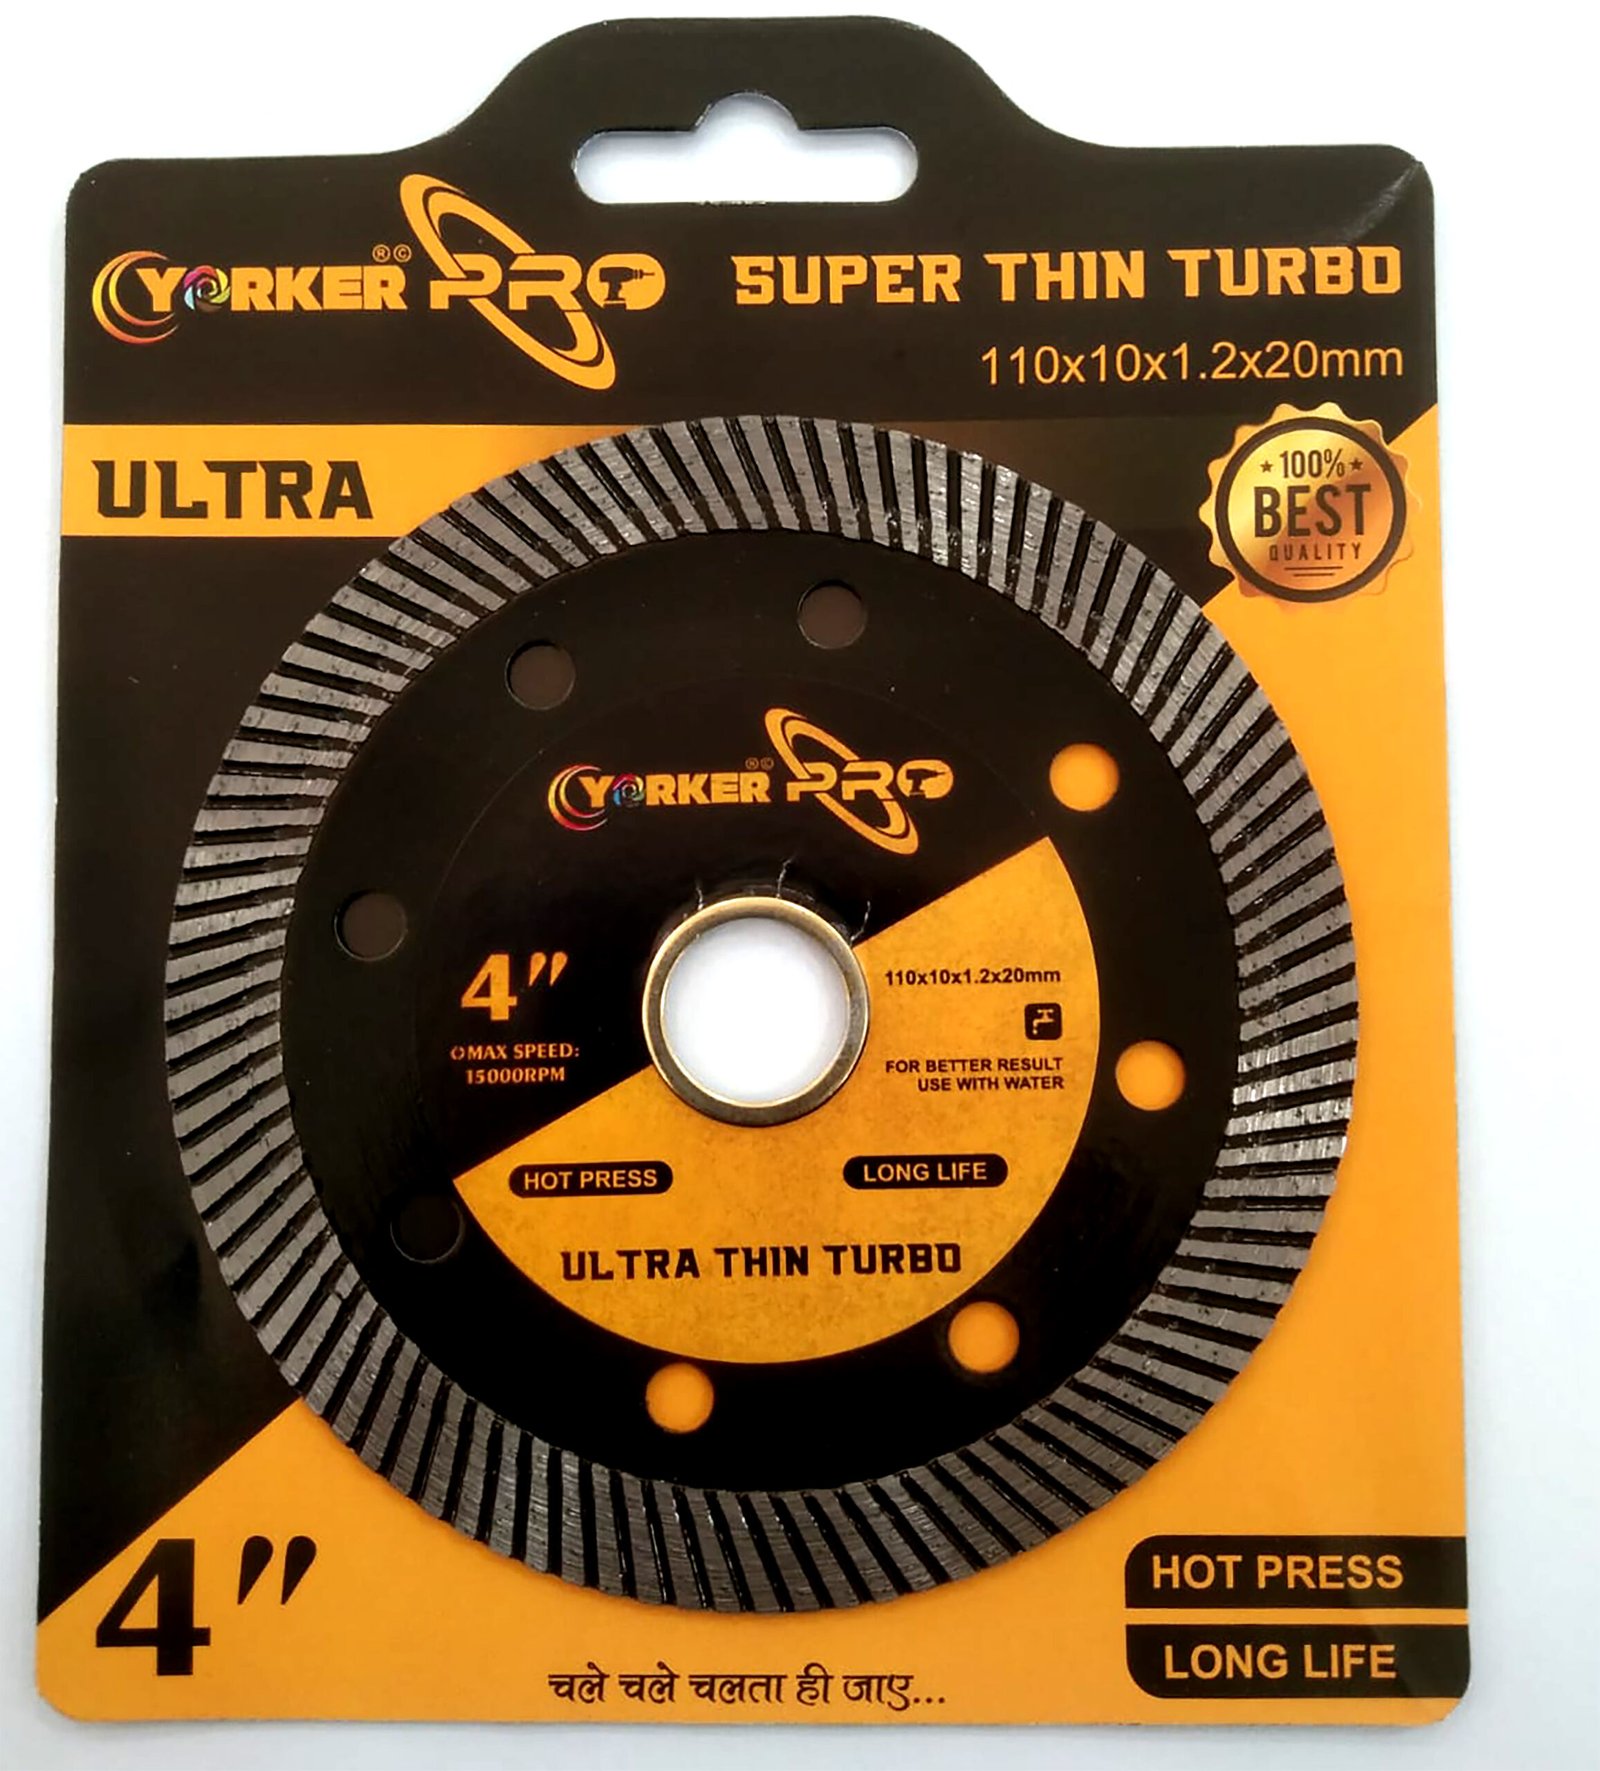 YORKER ®© PRO
SUPER THIN TURBO
110x10x1.2x20mm
ULTRA
100%
BEST
QUALITY
YORKER ®© PRO
4"
MAX SPEED:
15000RPM
110x10x1.2x20mm
FOR BETTER RESULT
USE WITH WATER
HOT PRESS
LONG LIFE
ULTRA THIN TURBO
4"
HOT PRESS
LONG LIFE
चले चले चलता ही जाए...